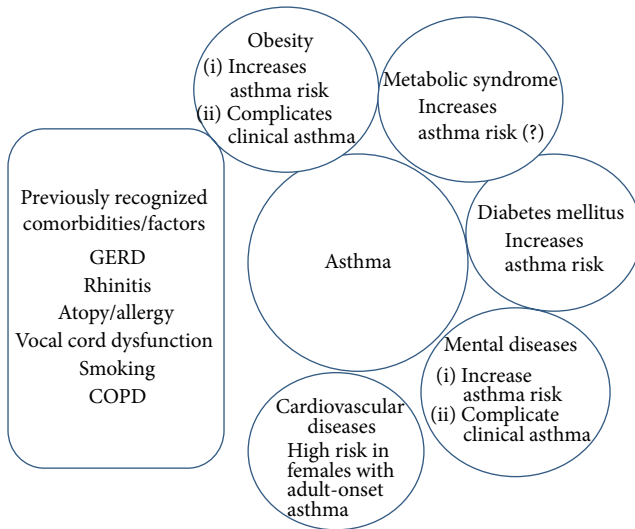 Obesity
(i) Increases
asthma risk
(ii) Complicates
clinical asthma
Metabolic syndrome
Increases
asthma risk (?)
Previously recognized
comorbidities/factors
GERD
Rhinitis
Atopy/allergy
Vocal cord dysfunction
Smoking
COPD
Asthma
Diabetes mellitus
Increases
asthma risk
Mental diseases
(i) Increase
asthma risk
(ii) Complicate
clinical asthma
Cardiovascular
diseases
High risk in
females with
adult-onset
asthma